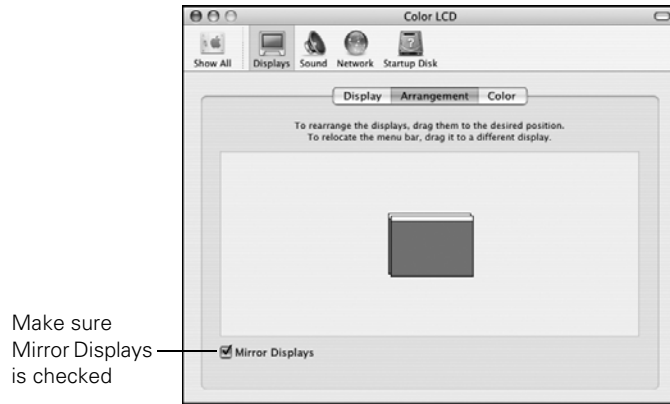 Color LCD
Show All Displays Sound Network Startup Disk
Display Arrangement Color
To rearrange the displays, drag them to the desired position.
To relocate the menu bar, drag it to a different display.
Make sure
Mirror Displays
is checked
Mirror Displays